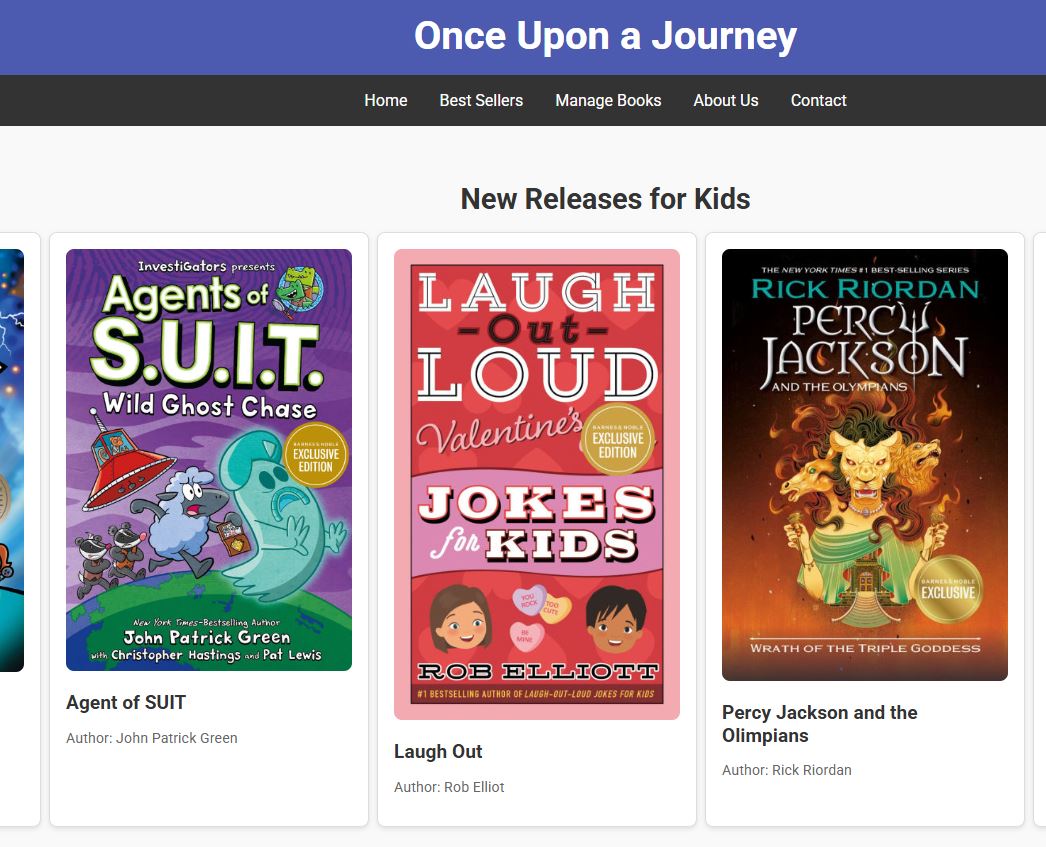 Once Upon a Journey
Home Best Sellers Manage Books About Us Contact
New Releases for Kids
INVESTIGATORS presents
Agents of
S.U.I.T.
Wild Ghost Chase
BARNES & NOBLE
EXCLUSIVE
EDITION
New York Times-Bestselling Author
John Patrick Green
with Christopher Hastings and Pat Lewis
Agent of SUIT
Author: John Patrick Green
LAUGH
-Out-
LOUD
Valentine's
BARNES & NOBLE
EXCLUSIVE
EDITION
JOKES
for KIDS
YOU
ROCK
TOO
CUTE
BE
MINE
ROB ELLIOTT
#1 BESTSELLING AUTHOR OF LAUGH-OUT-LOUD JOKES FOR KIDS
Laugh Out
Author: Rob Elliot
THE NEW YORK TIMES #1 BEST-SELLING SERIES
RICK RIORDAN
PERCY
JACKSON
AND THE OLYMPIANS
BARNES & NOBLE
EXCLUSIVE
WRATH OF THE TRIPLE GODDESS
Percy Jackson and the
Olimpians
Author: Rick Riordan